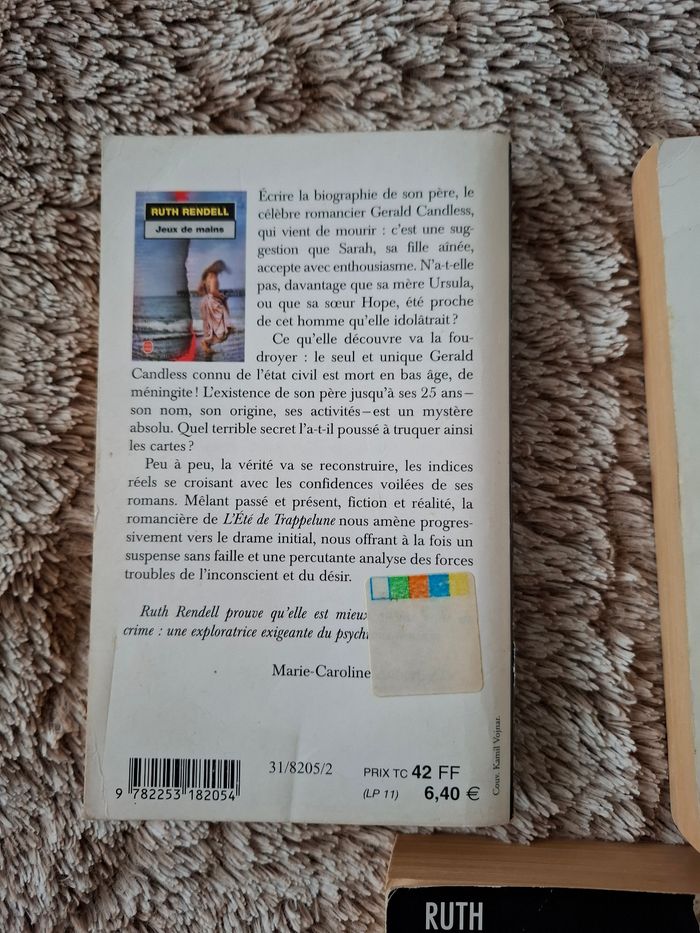 RUTH RENDELL
Jeux de mains
Écrire la biographie de son père, le
célèbre romancier Gerald Candless,
qui vient de mourir : c'est une sug-
gestion que Sarah, sa fille aînée,
accepte avec enthousiasme. N'a-t-elle
pas, davantage que sa mère Ursula,
ou que sa sœur Hope, été proche
de cet homme qu'elle idolâtrait ?
Ce qu'elle découvre va la fou-
droyer : le seul et unique Gerald
Candless connu de l'état civil est mort en bas âge, de
méningite ! L'existence de son père jusqu'à ses 25 ans –
son nom, son origine, ses activités – est un mystère
absolu. Quel terrible secret l'a-t-il poussé à truquer ainsi
les cartes ?
Peu à peu, la vérité va se reconstruire, les indices
réels se croisant avec les confidences voilées de ses
romans. Mêlant passé et présent, fiction et réalité, la
romancière de L'Été de Trappelune nous amène progres-
sivement vers le drame initial, nous offrant à la fois un
suspense sans faille et une percutante analyse des forces
troubles de l'inconscient et du désir.
Ruth Rendell prouve qu'elle est mieux
crime : une exploratrice exigeante du psych
Marie-Caroline
Couv. Kamil Vojnar.
9 782253 182054
31/8205/2
PRIX TC 42 FF
(LP 11) 6,40 €
RUTH